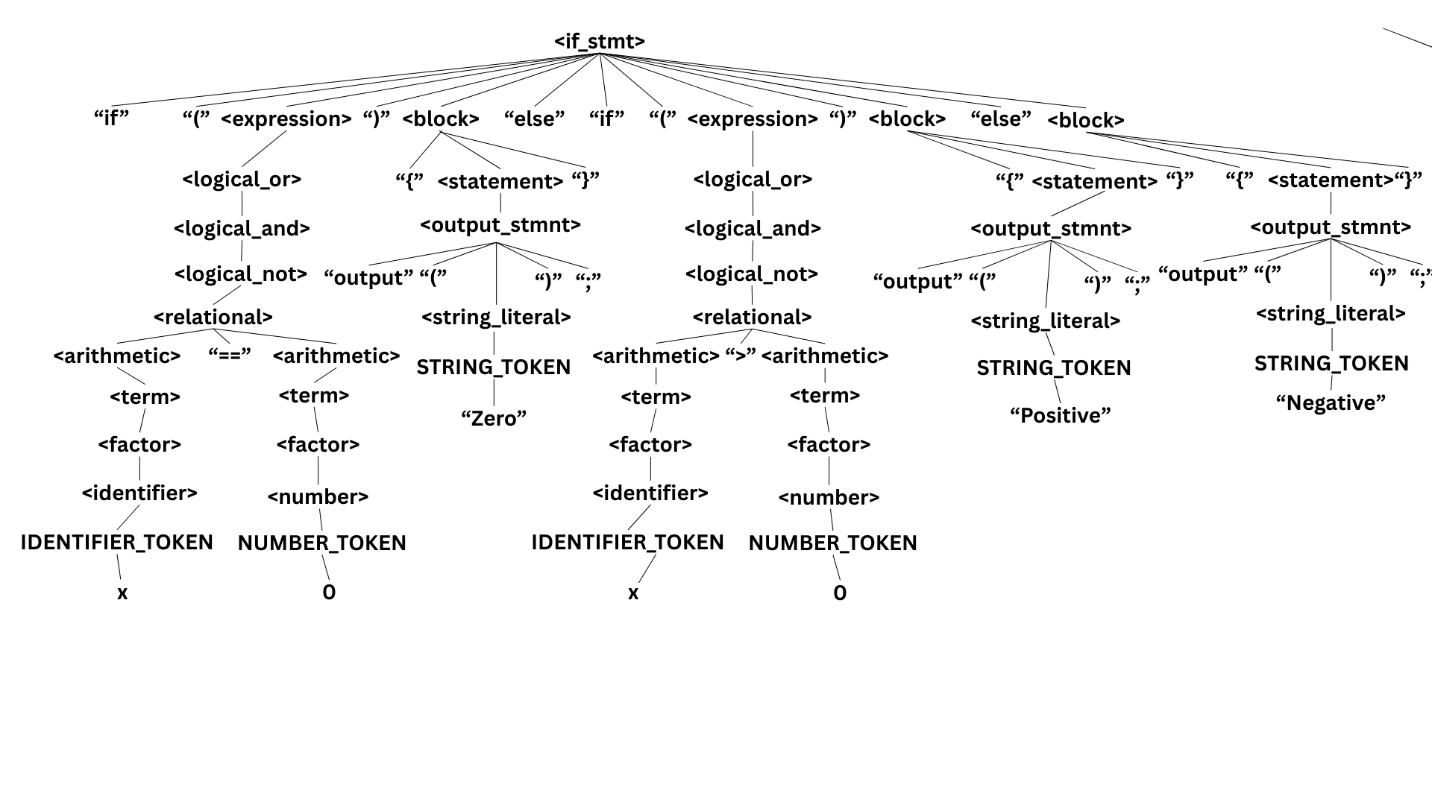 <if_stmt>
“if” “(” <expression> “)” <block> “else” “if” “(” <expression> “)” <block> “else” <block>
<logical_or> “{” <statement> “}” <logical_or> “{” <statement> “}” “{” <statement> “}”
<logical_and> <output_stmnt> <logical_and> <output_stmnt> <output_stmnt>
<logical_not> “output” “(” “)” “;” <logical_not> “output” “(” “)” “;” “output” “(” “)” “;”
<relational> <string_literal> <relational> <string_literal> <string_literal>
<arithmetic> “==” <arithmetic> STRING_TOKEN <arithmetic> “>” <arithmetic> STRING_TOKEN STRING_TOKEN
<term> <term> “Zero” <term> <term> “Positive” “Negative”
<factor> <factor> <factor> <factor>
<identifier> <number> <identifier> <number>
IDENTIFIER_TOKEN NUMBER_TOKEN IDENTIFIER_TOKEN NUMBER_TOKEN
x 0 x 0